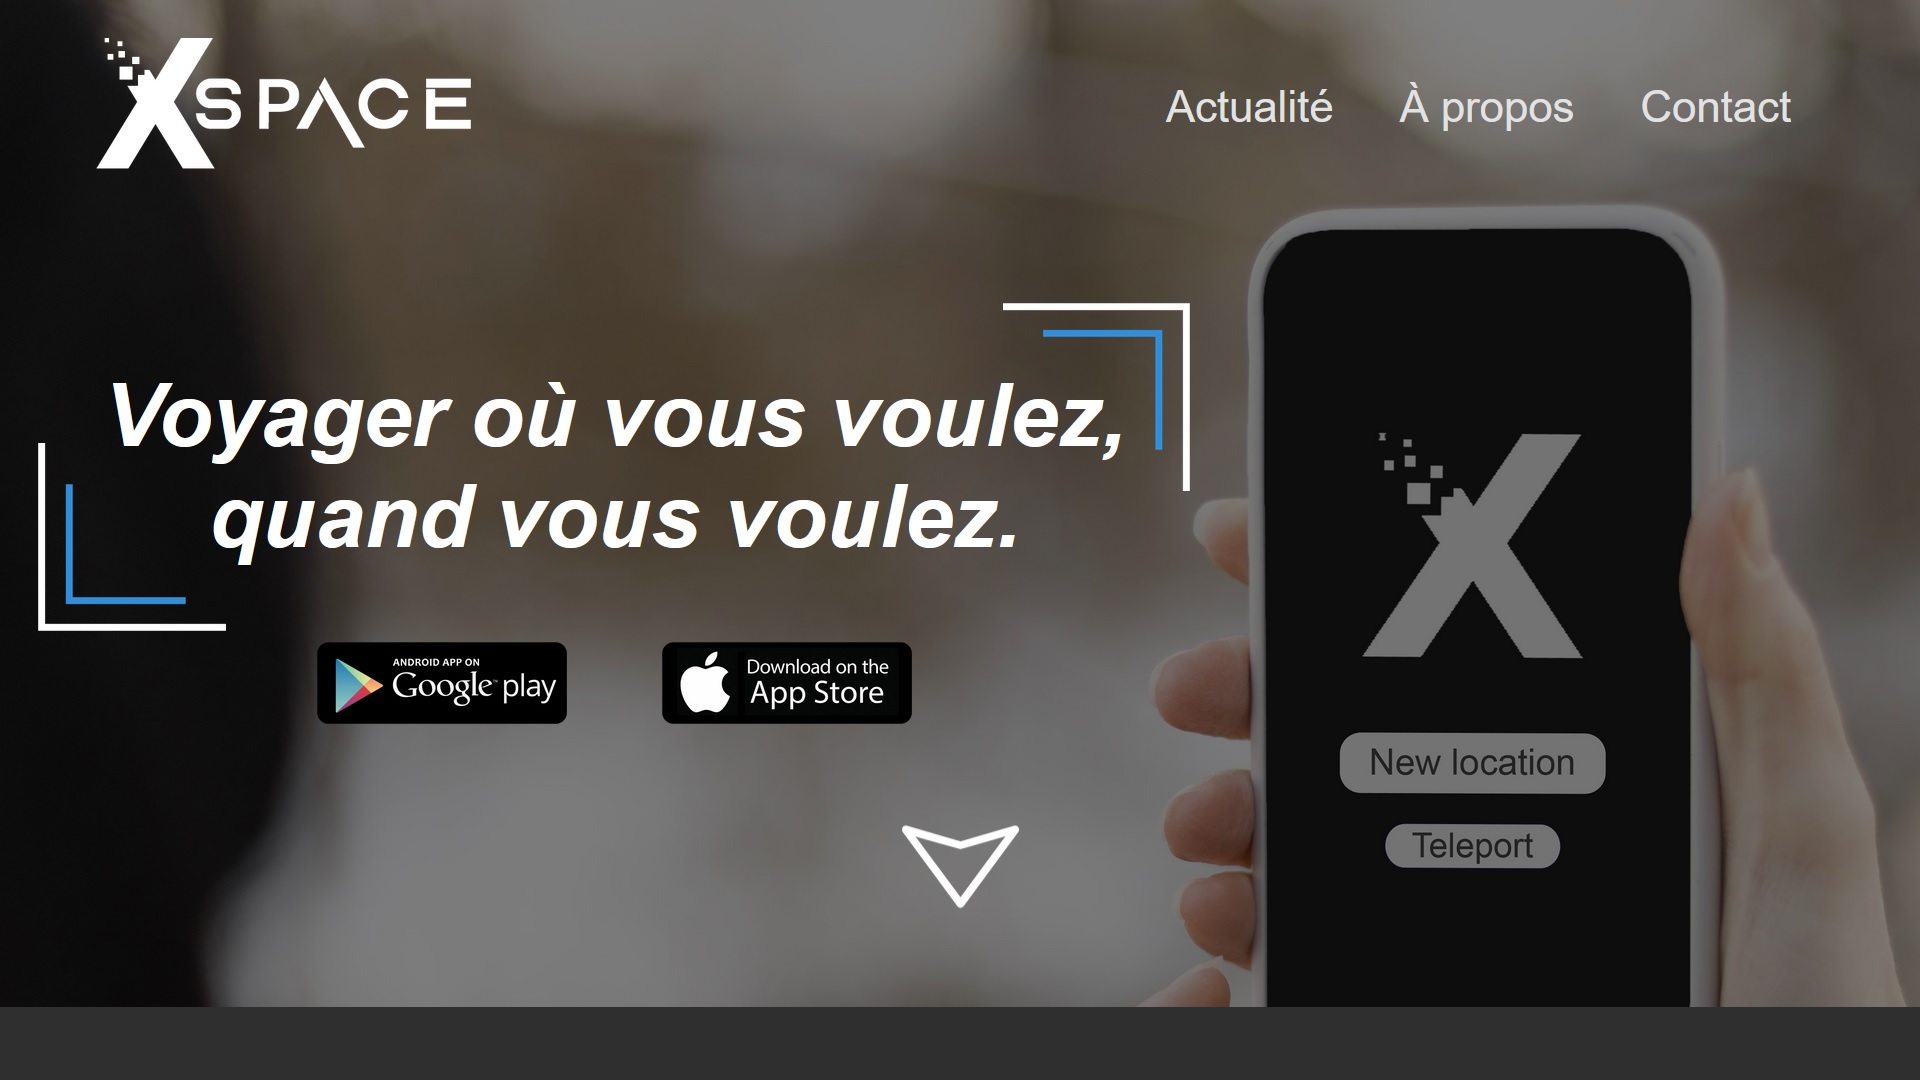 XSPACE
Actualité À propos Contact
Voyager où vous voulez,
quand vous voulez.
ANDROID APP ON
Google play
Download on the
App Store
X
New location
Teleport